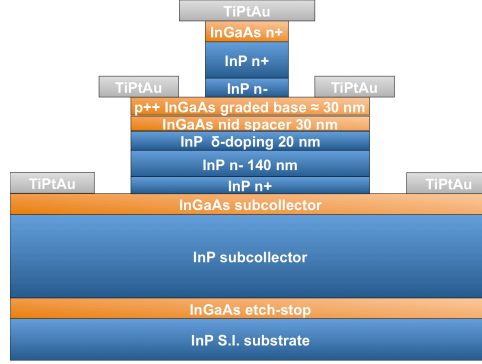 TiPtAu
InGaAs n+
InP n+
InP n-
TiPtAu
TiPtAu
p++ InGaAs graded base ≈ 30 nm
InGaAs nid spacer 30 nm
InP δ-doping 20 nm
InP n- 140 nm
InP n+
TiPtAu
TiPtAu
InGaAs subcollector
InP subcollector
InGaAs etch-stop
InP S.I. substrate